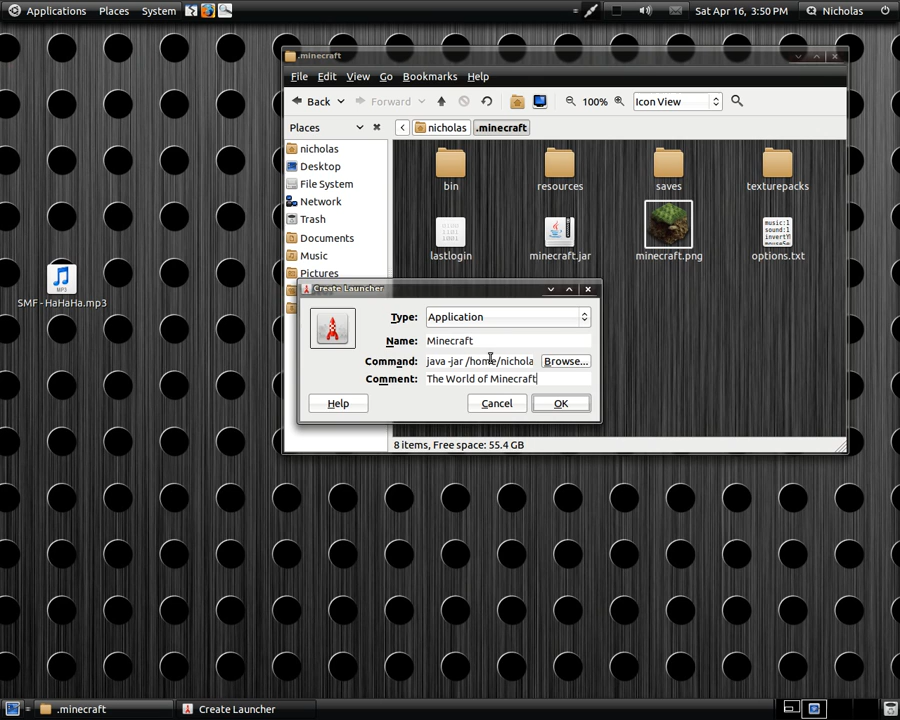 Applications Places System Sat Apr 16, 3:50 PM Nicholas
.minecraft
File Edit View Go Bookmarks Help
Back Forward 100% Icon View
Places nicholas .minecraft
nicholas
Desktop
File System
Network
Trash
Documents
Music
Pictures
bin resources saves texturepacks
lastlogin minecraft.jar minecraft.png options.txt
SMF - HaHaHa.mp3
MP3
Create Launcher
Type: Application
Name: Minecraft
Command: java -jar /home/nichola Browse...
Comment: The World of Minecraft
Help Cancel OK
8 items, Free space: 55.4 GB
.minecraft Create Launcher